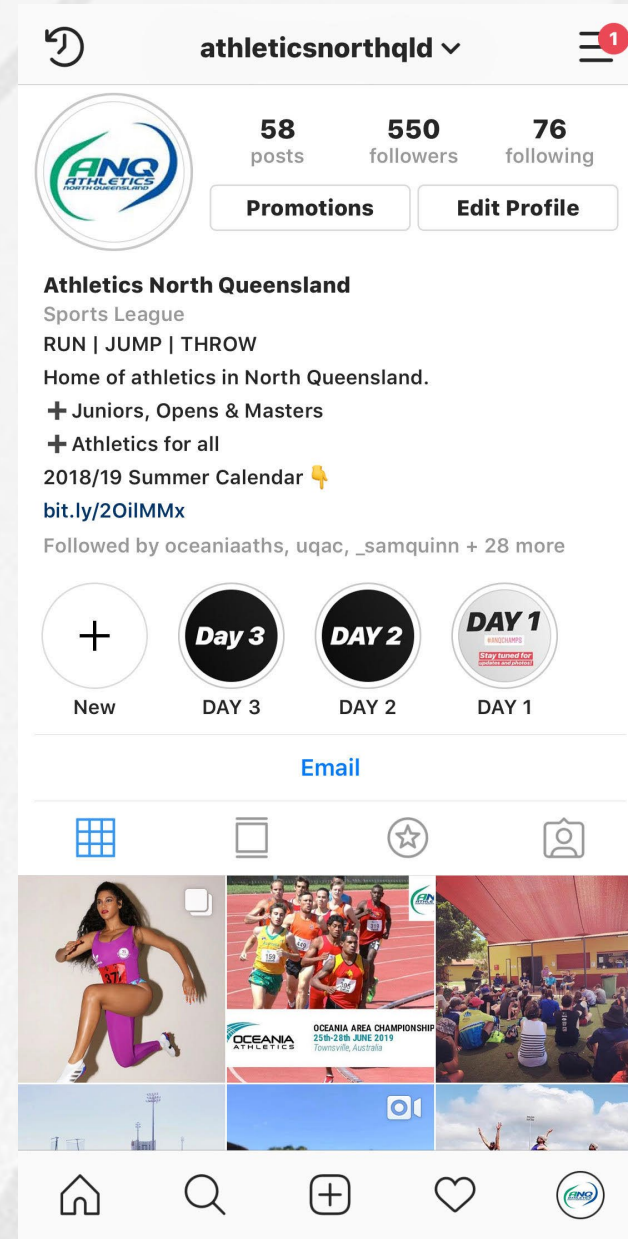 athleticsnorthqld
1
58 550 76
posts followers following
Promotions Edit Profile
ANQ
ATHLETICS
NORTH QUEENSLAND
Athletics North Queensland
Sports League
RUN | JUMP | THROW
Home of athletics in North Queensland.
➕ Juniors, Opens & Masters
➕ Athletics for all
2018/19 Summer Calendar 👇
bit.ly/2OilMMx
Followed by oceaniaaths, uqac, _samquinn + 28 more
Day 3 DAY 2 DAY 1
#ANQCHAMPS
Stay tuned for
updates and photos!
New DAY 3 DAY 2 DAY 1
Email
159
OCEANIA
ATHLETICS
OCEANIA AREA CHAMPIONSHIP
25th-28th JUNE 2019
Townsville, Australia
ANQ